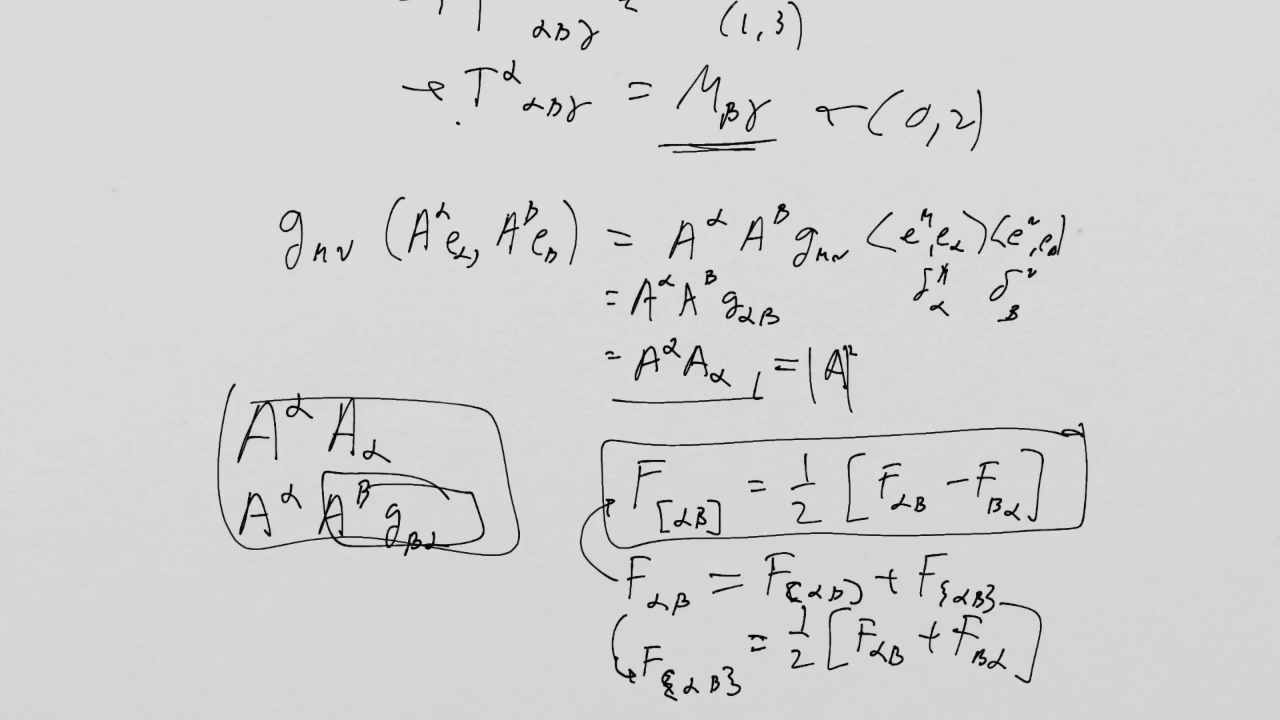 T_{αβγ} (1,3)
→ T^α_{αβγ} = M_{βγ} ~ (0,2)
g_{μν} (A^α e_α, A^β e_β) = A^α A^β g_{μν} ⟨e^μ, e_α⟩⟨e^ν, e_β⟩
δ^μ_α δ^ν_β
= A^α A^β g_{αβ}
= A^α A_α = |A|²
A^α A_α
A^α A^β g_{βα}
F_{[αβ]} = 1/2 [F_{αβ} - F_{βα}]
F_{αβ} = F_{[αβ]} + F_{{αβ}}
F_{{αβ}} = 1/2 [F_{αβ} + F_{βα}]